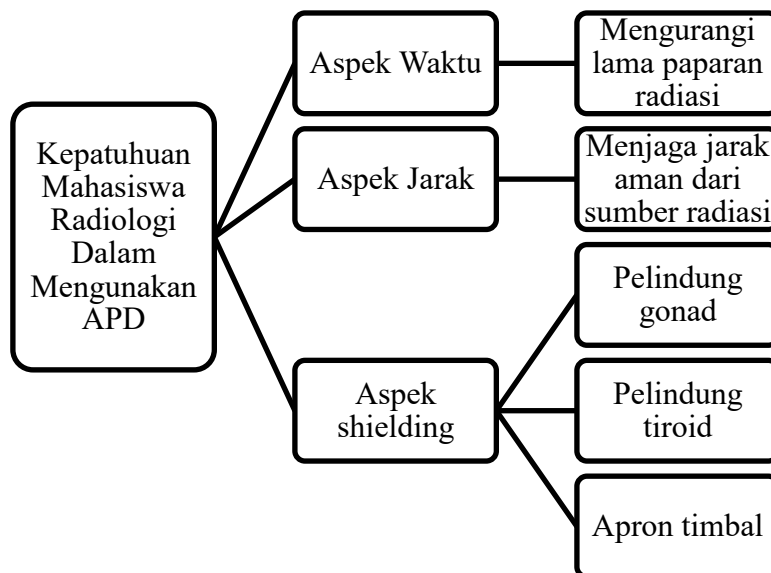 Kepatuhan
Mahasiswa
Radiologi
Dalam
Mengunakan
APD
Aspek Waktu
Mengurangi
lama paparan
radiasi
Aspek Jarak
Menjaga jarak
aman dari
sumber radiasi
Aspek
shielding
Pelindung
gonad
Pelindung
tiroid
Apron timbal